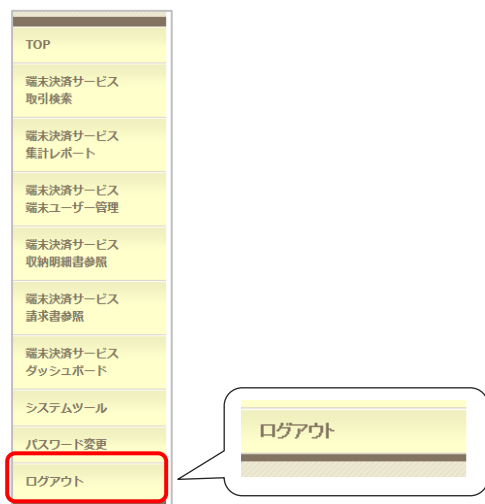 TOP
端末決済サービス
取引検索
端末決済サービス
集計レポート
端末決済サービス
端末ユーザー管理
端末決済サービス
収納明細書参照
端末決済サービス
請求書参照
端末決済サービス
ダッシュボード
システムツール
パスワード変更
ログアウト
ログアウト